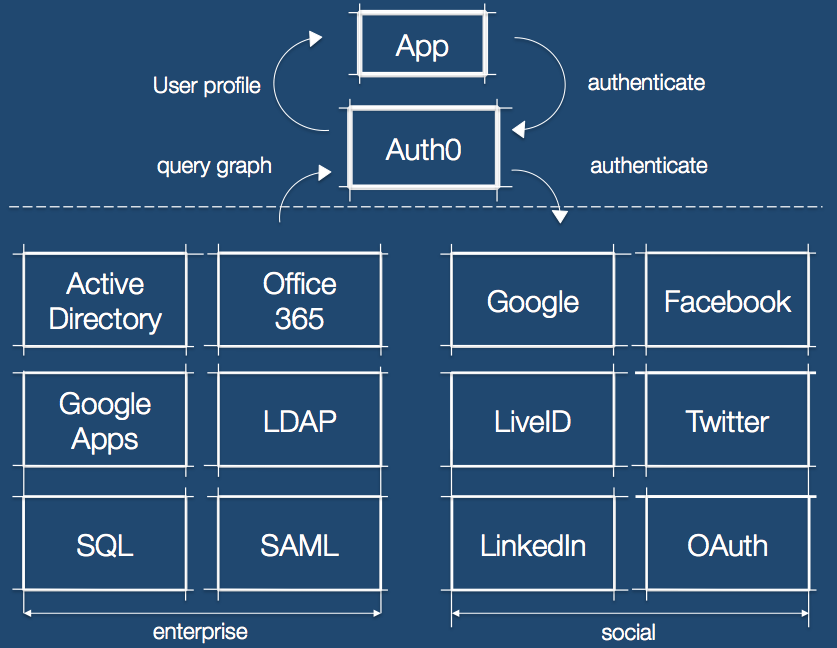 App
User profile
authenticate
Auth0
query graph
authenticate
Active
Directory
Office
365
Google
Facebook
Google
Apps
LDAP
LiveID
Twitter
SQL
SAML
LinkedIn
OAuth
enterprise
social